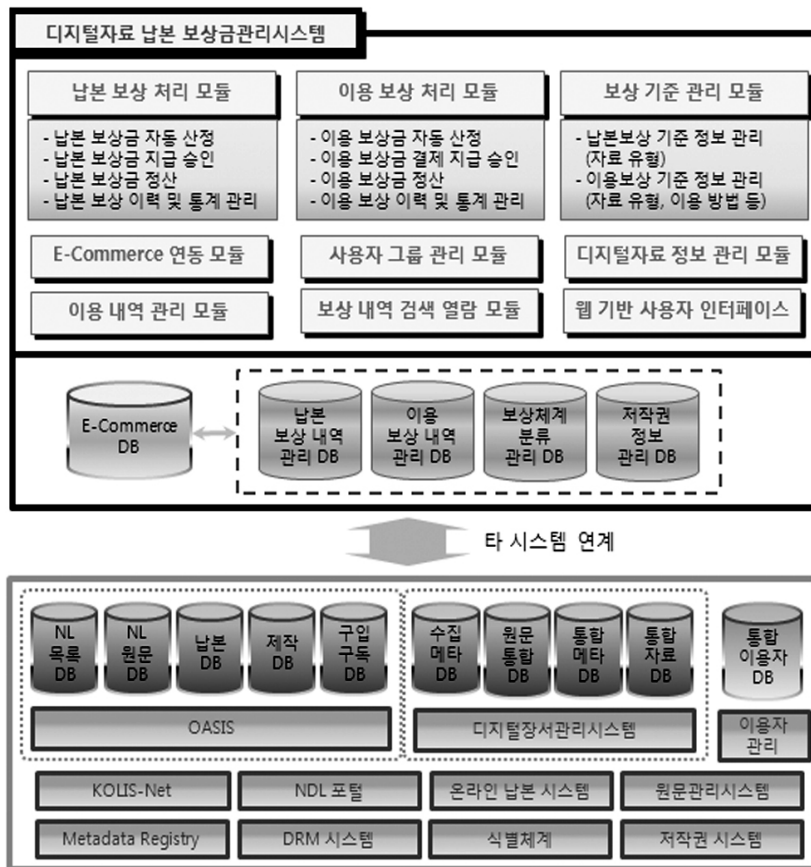 디지털자료 납본 보상금관리시스템
납본 보상 처리 모듈
- 납본 보상금 자동 산정
- 납본 보상금 지급 승인
- 납본 보상금 정산
- 납본 보상 이력 및 통계 관리
이용 보상 처리 모듈
- 이용 보상금 자동 산정
- 이용 보상금 결제 지급 승인
- 이용 보상금 정산
- 이용 보상 이력 및 통계 관리
보상 기준 관리 모듈
- 납본보상 기준 정보 관리
(자료 유형)
- 이용보상 기준 정보 관리
(자료 유형, 이용 방법 등)
E-Commerce 연동 모듈
사용자 그룹 관리 모듈
디지털자료 정보 관리 모듈
이용 내역 관리 모듈
보상 내역 검색 열람 모듈
웹 기반 사용자 인터페이스
E-Commerce
DB
납본
보상 내역
관리 DB
이용
보상 내역
관리 DB
보상체계
분류
관리 DB
저작권
정보
관리 DB
타 시스템 연계
NL
목록
DB
NL
원문
DB
납본
DB
제작
DB
구입
구독
DB
수집
메타
DB
원문
통합
DB
통합
메타
DB
통합
자료
DB
통합
이용자
DB
OASIS
디지털장서관리시스템
이용자
관리
KOLIS-Net
NDL 포털
온라인 납본 시스템
원문관리시스템
Metadata Registry
DRM 시스템
식별체계
저작권 시스템